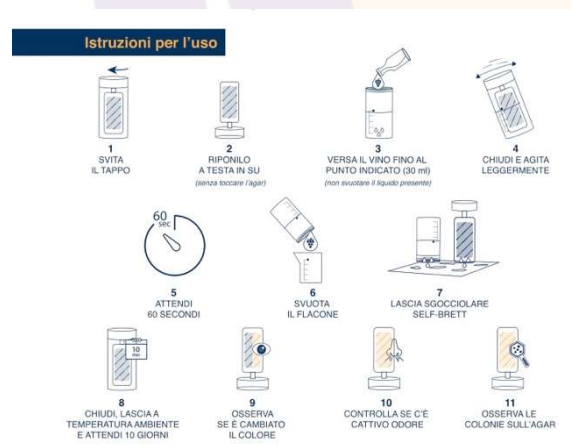 Istruzioni per l'uso
1
SVITA
IL TAPPO
2
RIPONILO
A TESTA IN SU
(senza toccare l'agar)
3
VERSA IL VINO FINO AL
PUNTO INDICATO (30 ml)
(non svuotare il liquido presente)
4
CHIUDI E AGITA
LEGGERMENTE
60
sec
5
ATTENDI
60 SECONDI
6
SVUOTA
IL FLACONE
7
LASCIA SGOCCIOLARE
SELF-BRETT
10
8
CHIUDI, LASCIA A
TEMPERATURA AMBIENTE
E ATTENDI 10 GIORNI
9
OSSERVA
SE È CAMBIATO
IL COLORE
10
CONTROLLA SE C'È
CATTIVO ODORE
11
OSSERVA LE
COLONIE SULL'AGAR